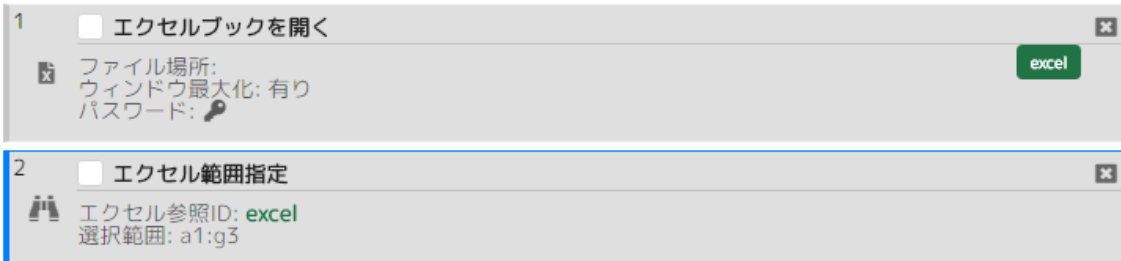 1
エクセルブックを開く
ファイル場所:
excel
ウィンドウ最大化: 有り
パスワード:
2
エクセル範囲指定
エクセル参照ID: excel
選択範囲: a1:g3